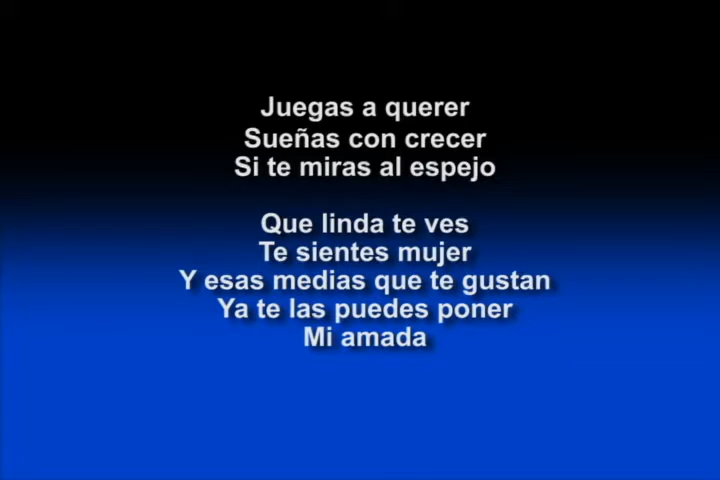 Juegas a querer
Sueñas con crecer
Si te miras al espejo
Que linda te ves
Te sientes mujer
Y esas medias que te gustan
Ya te las puedes poner
Mi amada